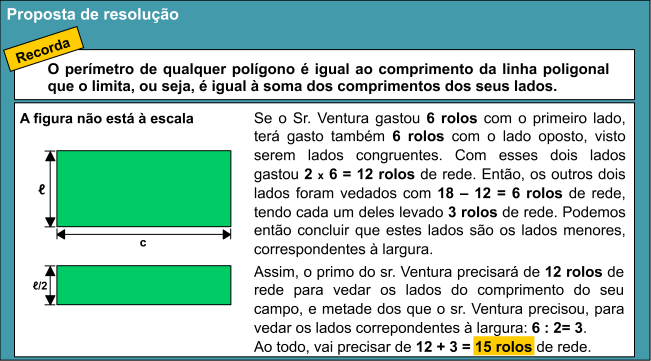 Proposta de resolução
Recorda
O perímetro de qualquer polígono é igual ao comprimento da linha poligonal
que o limita, ou seja, é igual à soma dos comprimentos dos seus lados.
A figura não está à escala
ℓ
c
ℓ/2
Se o Sr. Ventura gastou 6 rolos com o primeiro lado,
terá gasto também 6 rolos com o lado oposto, visto
serem lados congruentes. Com esses dois lados
gastou 2 x 6 = 12 rolos de rede. Então, os outros dois
lados foram vedados com 18 – 12 = 6 rolos de rede,
tendo cada um deles levado 3 rolos de rede. Podemos
então concluir que estes lados são os lados menores,
correspondentes à largura.
Assim, o primo do sr. Ventura precisará de 12 rolos de
rede para vedar os lados do comprimento do seu
campo, e metade dos que o sr. Ventura precisou, para
vedar os lados correpondentes à largura: 6 : 2= 3.
Ao todo, vai precisar de 12 + 3 = 15 rolos de rede.